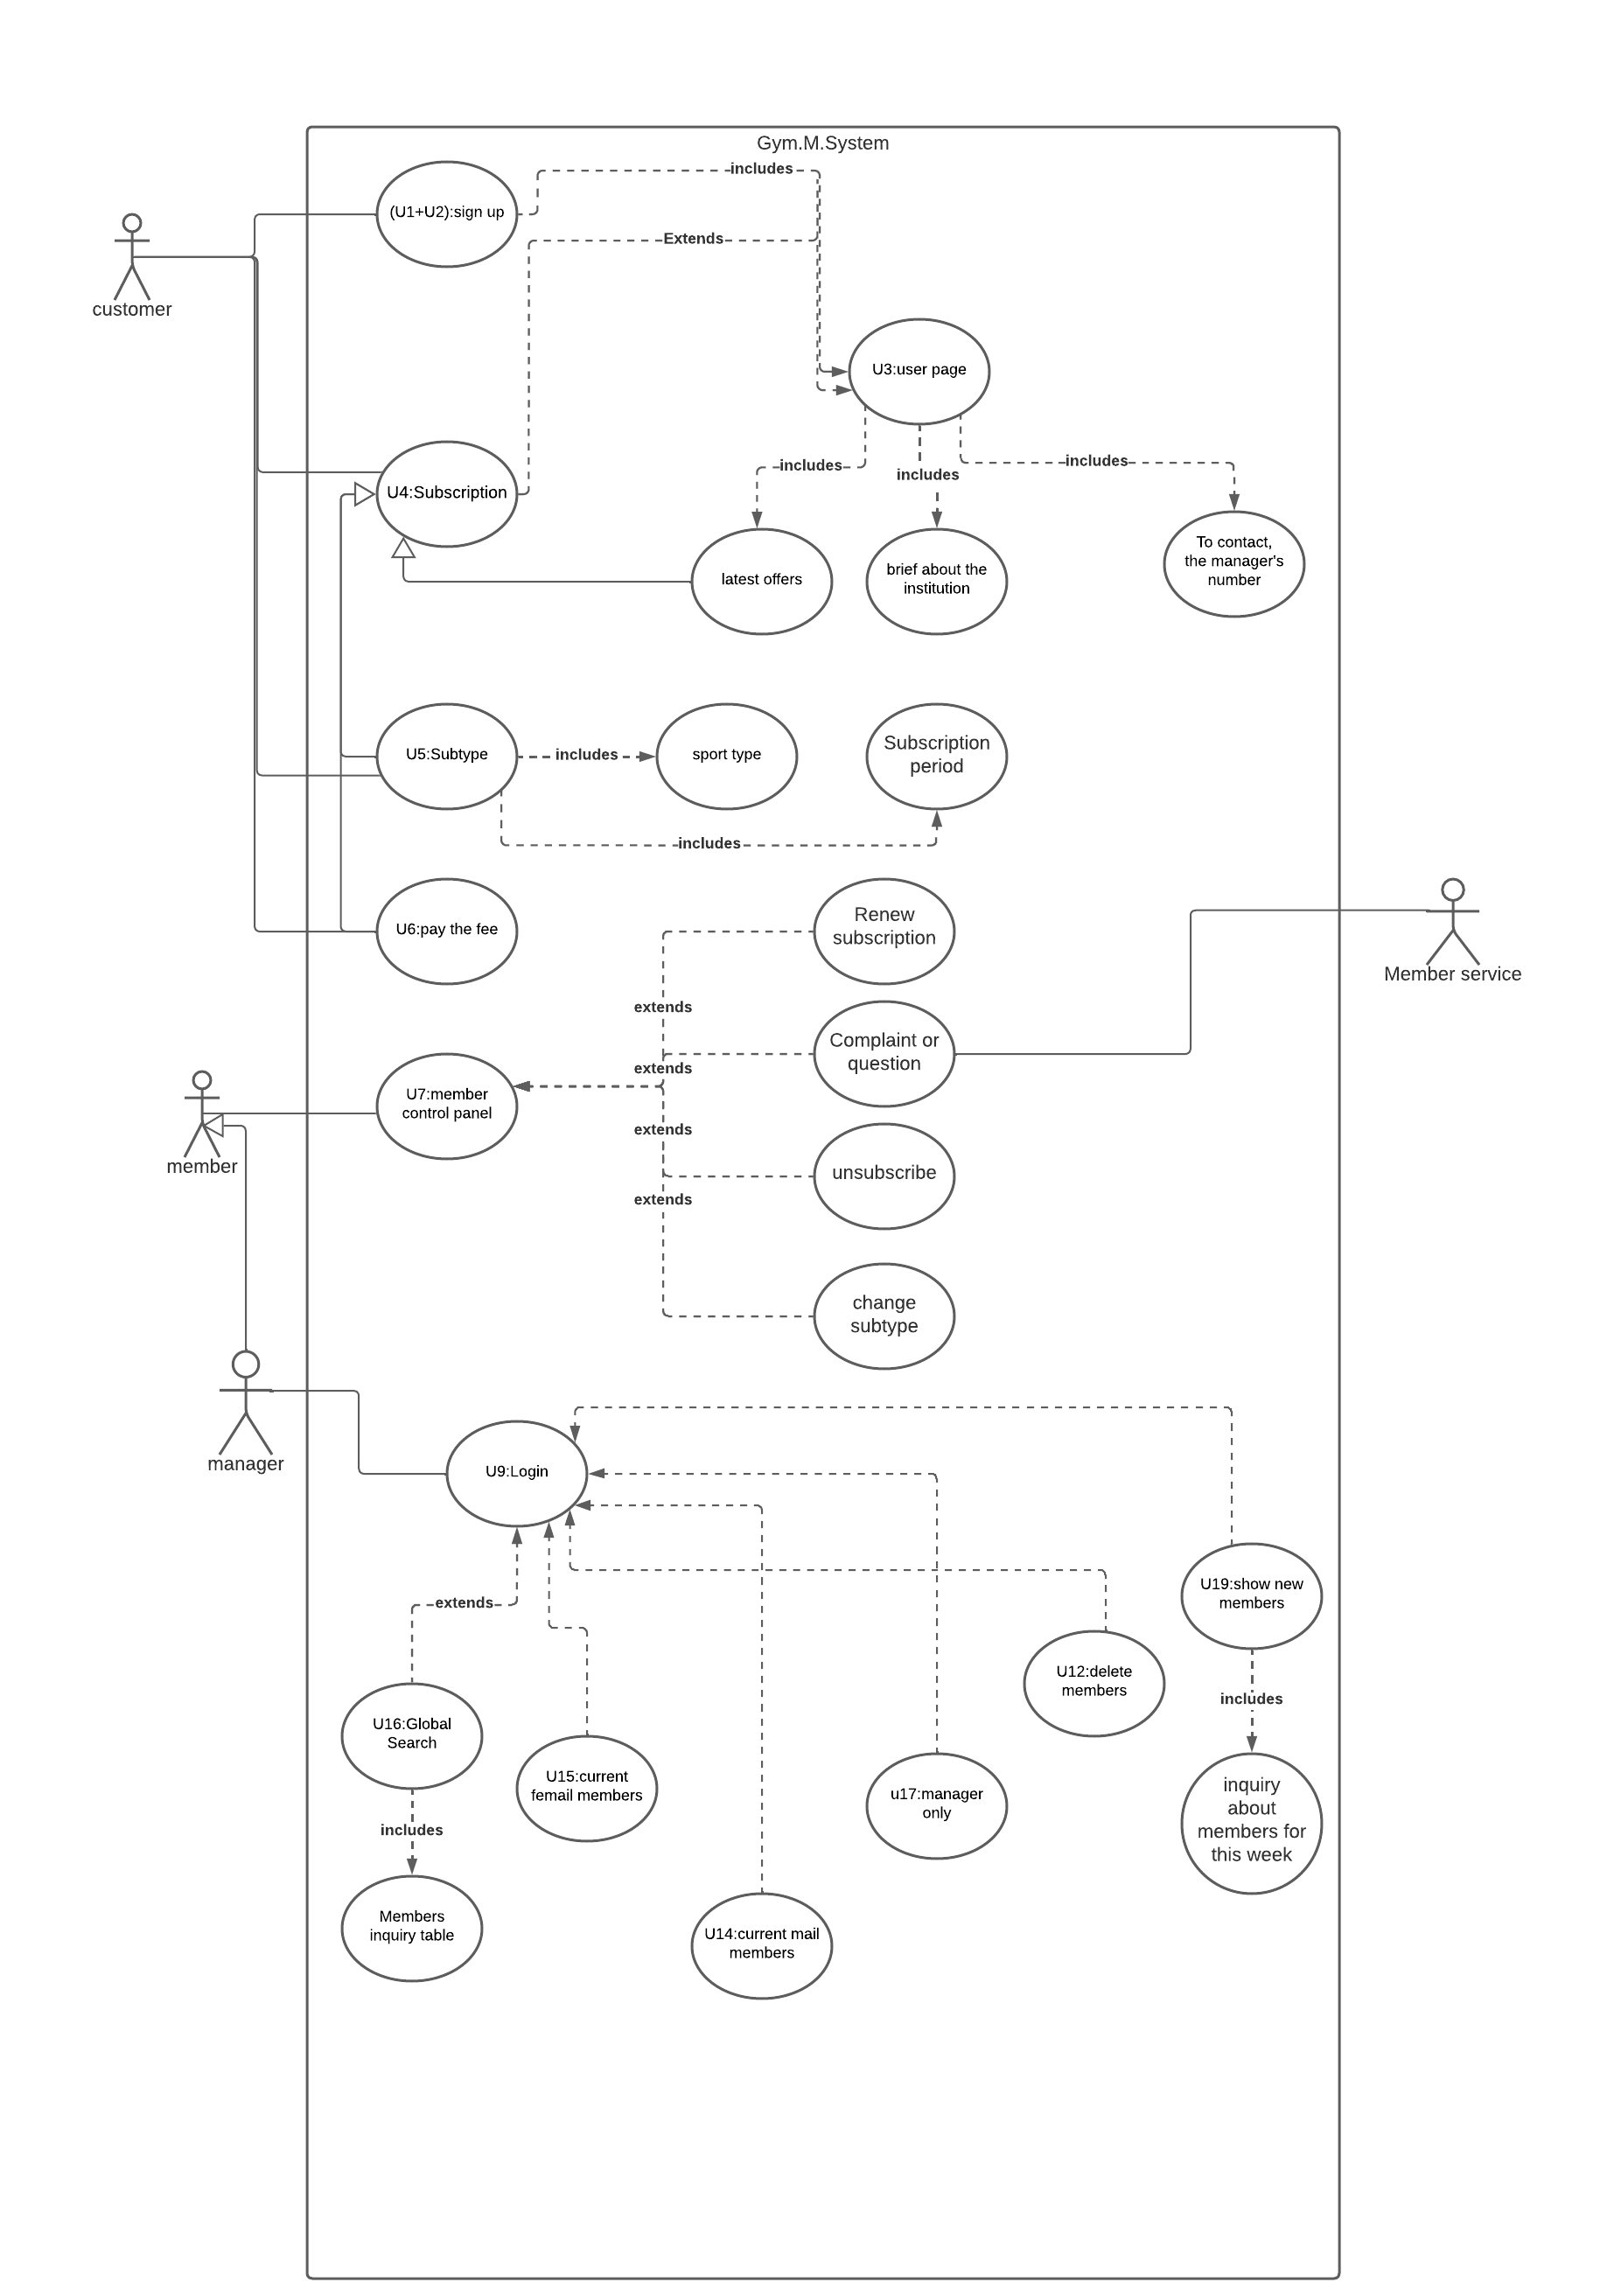 Gym.M.System
includes
(U1+U2):sign up
Extends
customer
U3:user page
includes
includes
includes
U4:Subscription
To contact,
the manager's
number
latest offers
brief about the
institution
U5:Subtype
includes
sport type
Subscription
period
includes
U6:pay the fee
Renew
subscription
Member service
extends
Complaint or
question
extends
U7:member
control panel
extends
member
unsubscribe
extends
change
subtype
manager
U9:Login
U19:show new
members
extends
U12:delete
members
includes
U16:Global
Search
U15:current
femail members
u17:manager
only
inquiry
about
members for
this week
includes
Members
inquiry table
U14:current mail
members